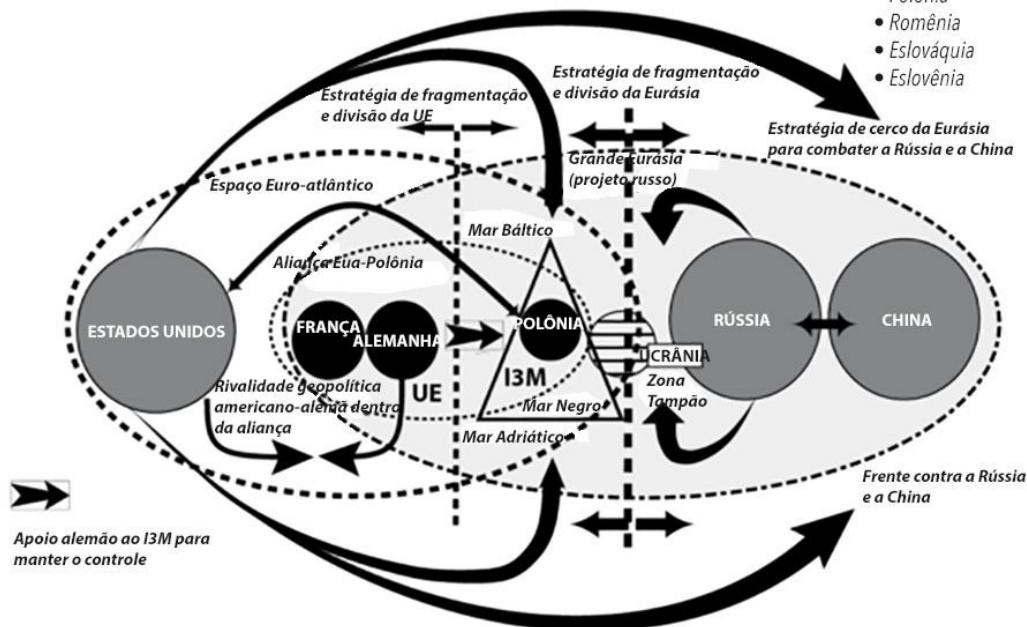 • Polônia
• Romênia
• Eslováquia
• Eslovênia
Estratégia de fragmentação
e divisão da UE
Estratégia de fragmentação
e divisão da Eurásia
Estratégia de cerco da Eurásia
para combater a Rússia e a China
Grande Eurásia
(projeto russo)
Espaço Euro-atlântico
Mar Báltico
Aliança Eua-Polônia
ESTADOS UNIDOS
FRANÇA
ALEMANHA
POLÔNIA
UCRÂNIA
RÚSSIA
CHINA
I3M
UE
Zona
Tampão
Rivalidade geopolítica
americano-alemã dentro
da aliança
Mar Negro
Mar Adriático
Frente contra a Rússia
e a China
Apoio alemão ao I3M para
manter o controle